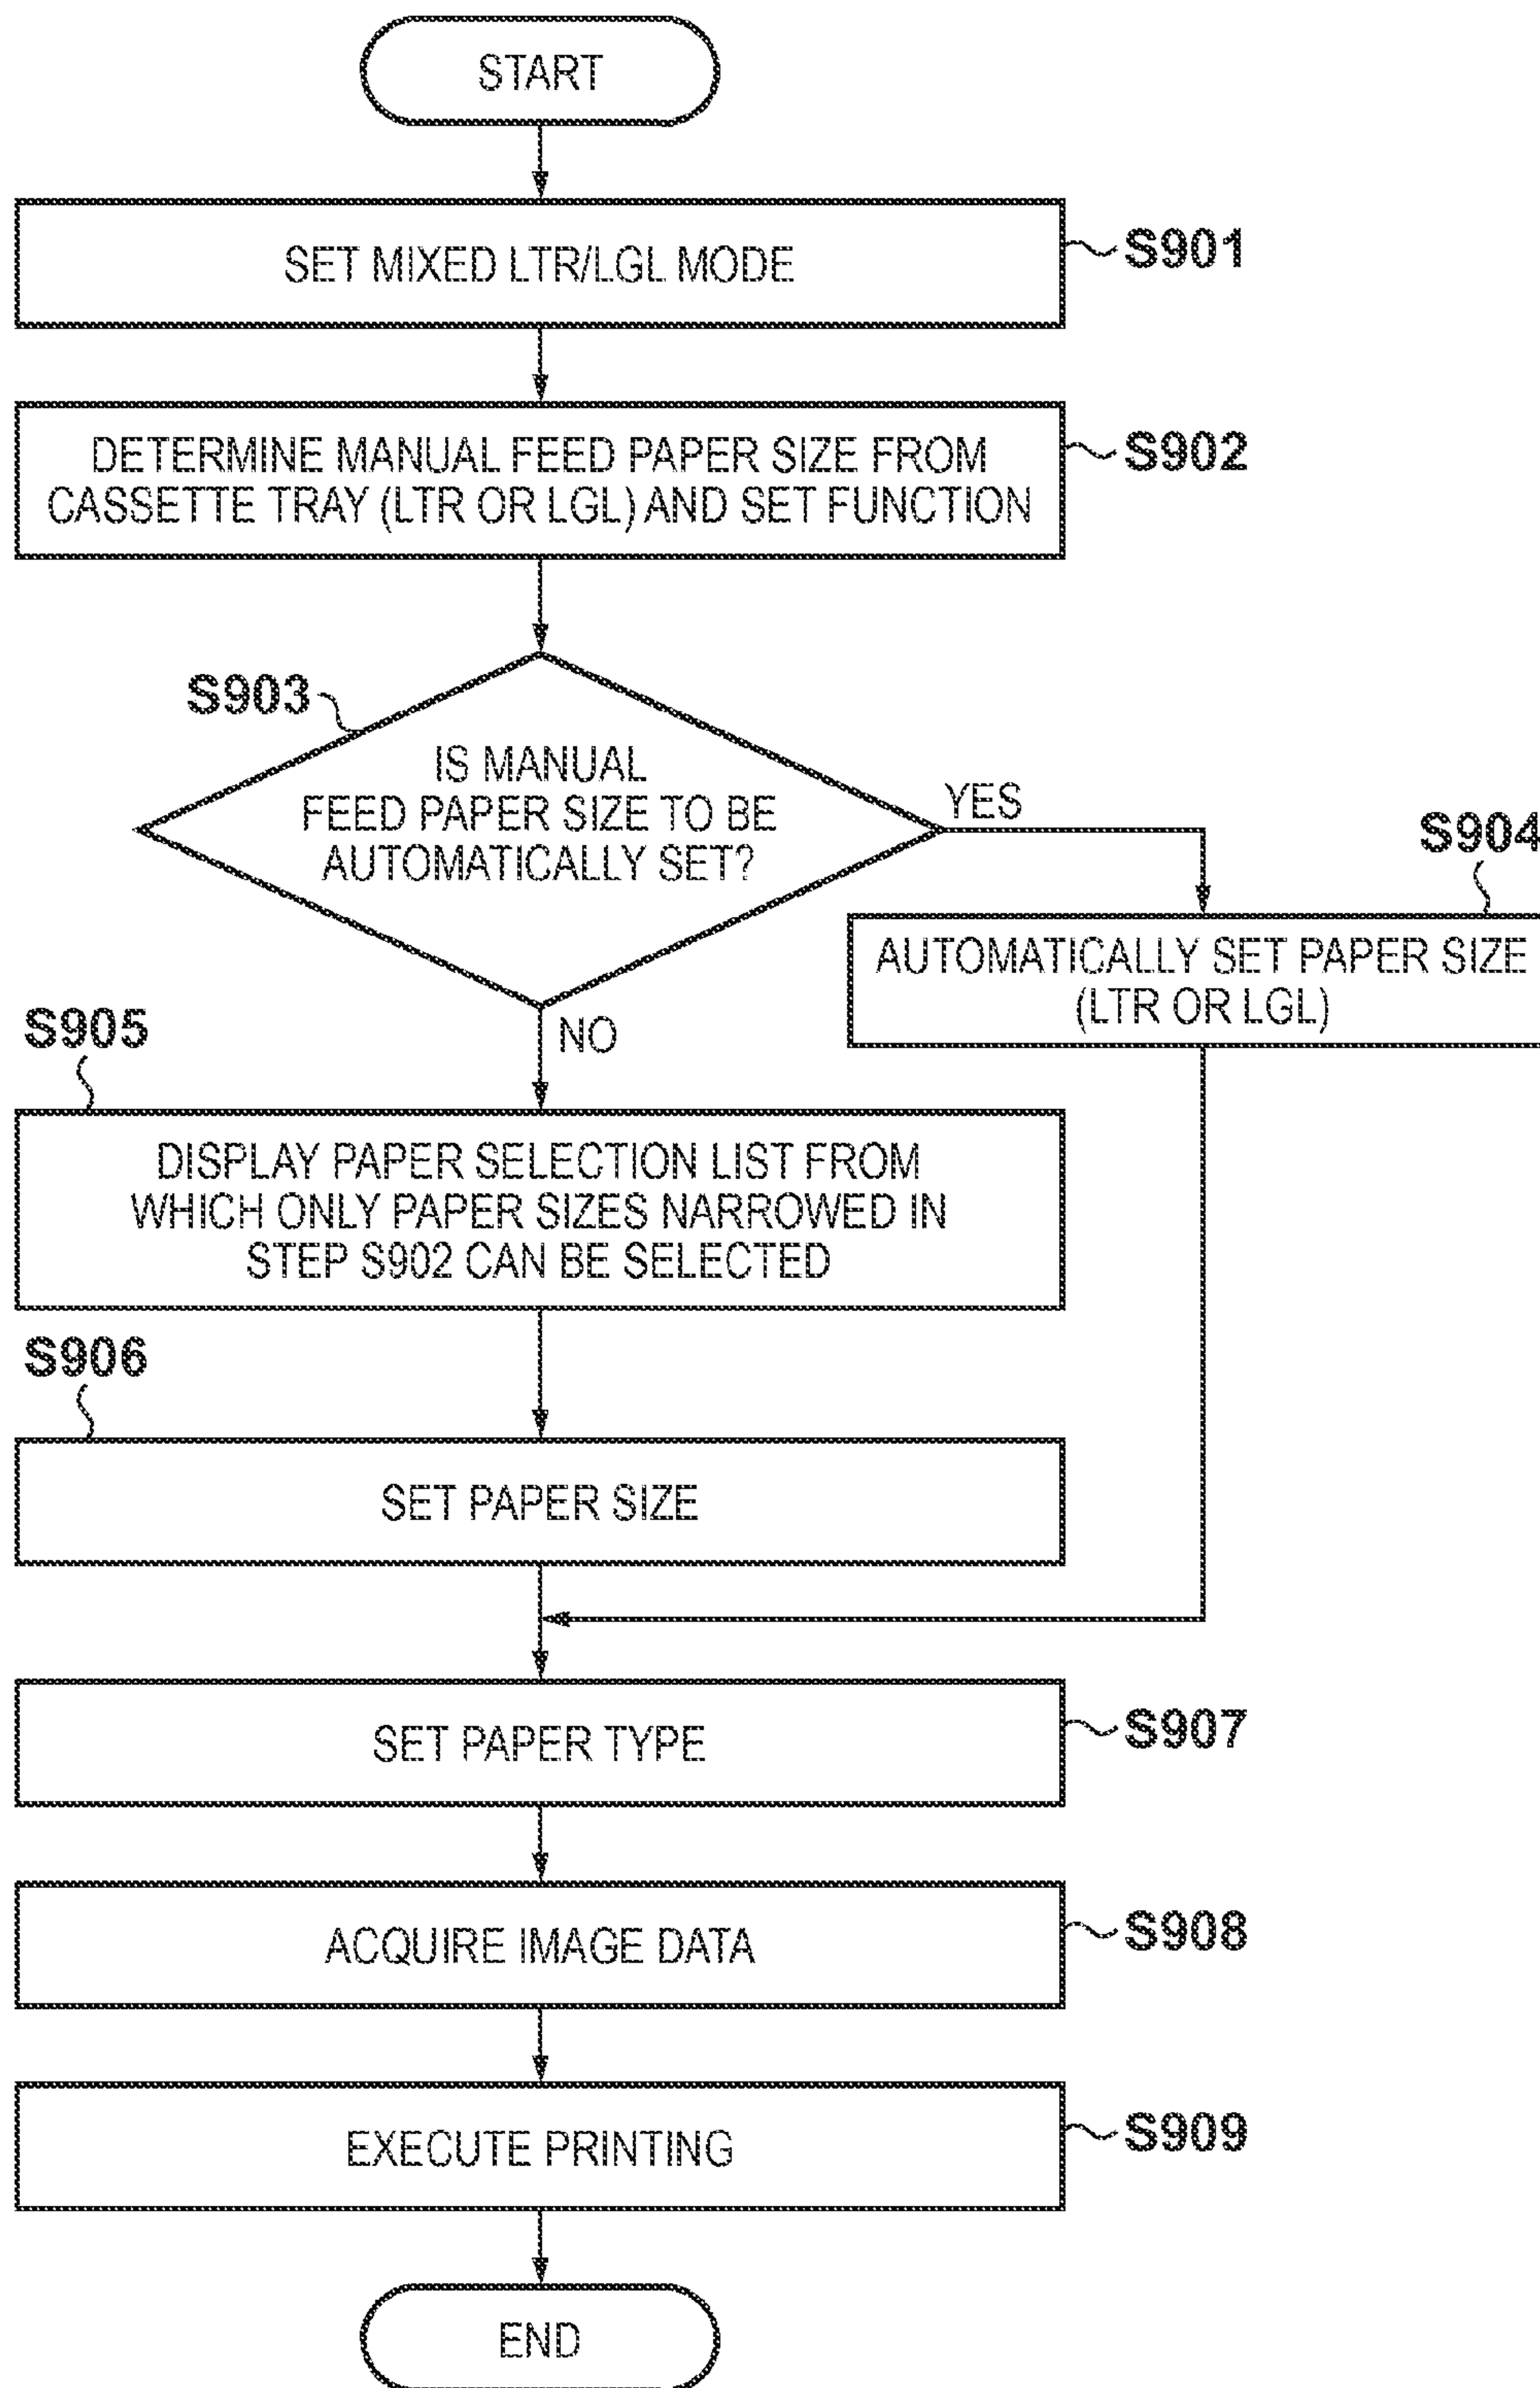 START
SET MIXED LTR/LGL MODE
S901
DETERMINE MANUAL FEED PAPER SIZE FROM
CASSETTE TRAY (LTR OR LGL) AND SET FUNCTION
S902
S903
IS MANUAL
FEED PAPER SIZE TO BE
AUTOMATICALLY SET?
YES
S904
AUTOMATICALLY SET PAPER SIZE
(LTR OR LGL)
NO
S905
DISPLAY PAPER SELECTION LIST FROM
WHICH ONLY PAPER SIZES NARROWED IN
STEP S902 CAN BE SELECTED
S906
SET PAPER SIZE
SET PAPER TYPE
S907
ACQUIRE IMAGE DATA
S908
EXECUTE PRINTING
S909
END